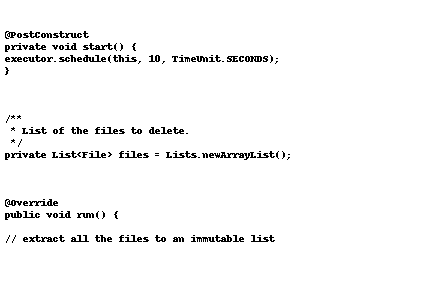 @PostConstruct
private void start() {
executor.schedule(this, 10, TimeUnit.SECONDS);
}
/**
 * List of the files to delete.
 */
private List<File> files = Lists.newArrayList();
@Override
public void run() {
// extract all the files to an immutable list